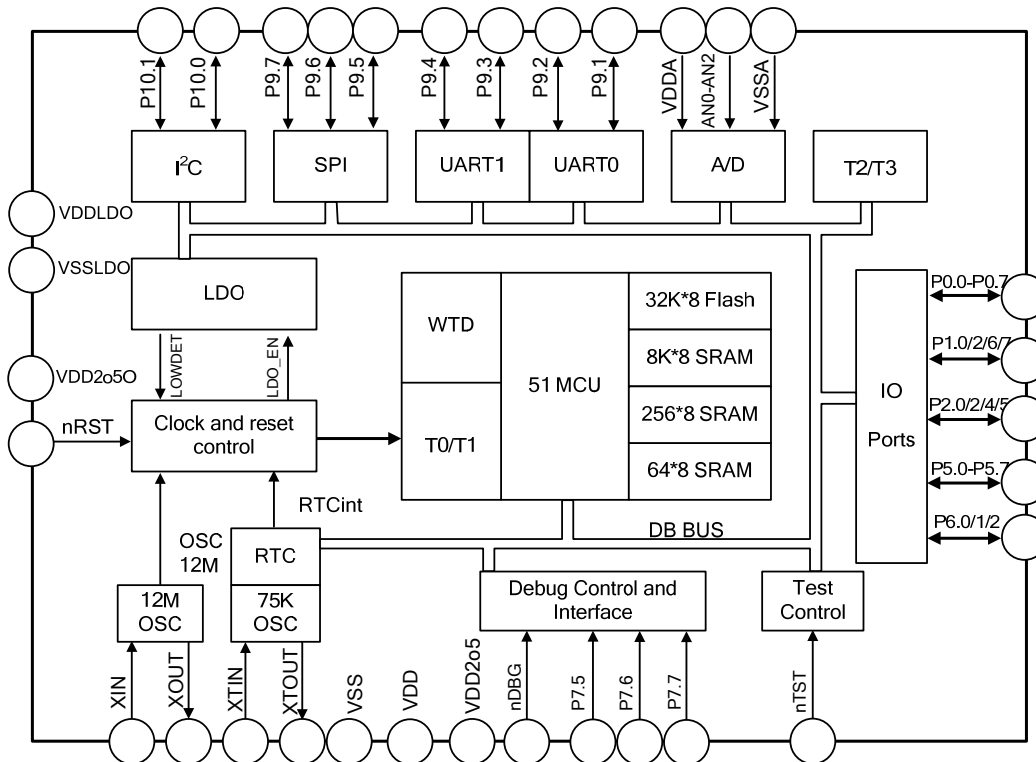 P10.1
P10.0
P9.7
P9.6
P9.5
P9.4
P9.3
P9.2
P9.1
VDDA
AN0-AN2
VSSA
I²C
SPI
UART1
UART0
A/D
T2/T3
VDDLDO
VSSLDO
LDO
LOWDET
LDO_EN
VDD2o5O
nRST
Clock and reset
control
WTD
T0/T1
51 MCU
32K*8 Flash
8K*8 SRAM
256*8 SRAM
64*8 SRAM
IO
Ports
P0.0-P0.7
P1.0/2/6/7
P2.0/2/4/5
P5.0-P5.7
P6.0/1/2
RTCint
OSC
12M
RTC
75K
OSC
12M
OSC
DB BUS
Debug Control and
Interface
Test
Control
XIN
XOUT
XTIN
XTOUT
VSS
VDD
VDD2o5
nDBG
P7.5
P7.6
P7.7
nTST